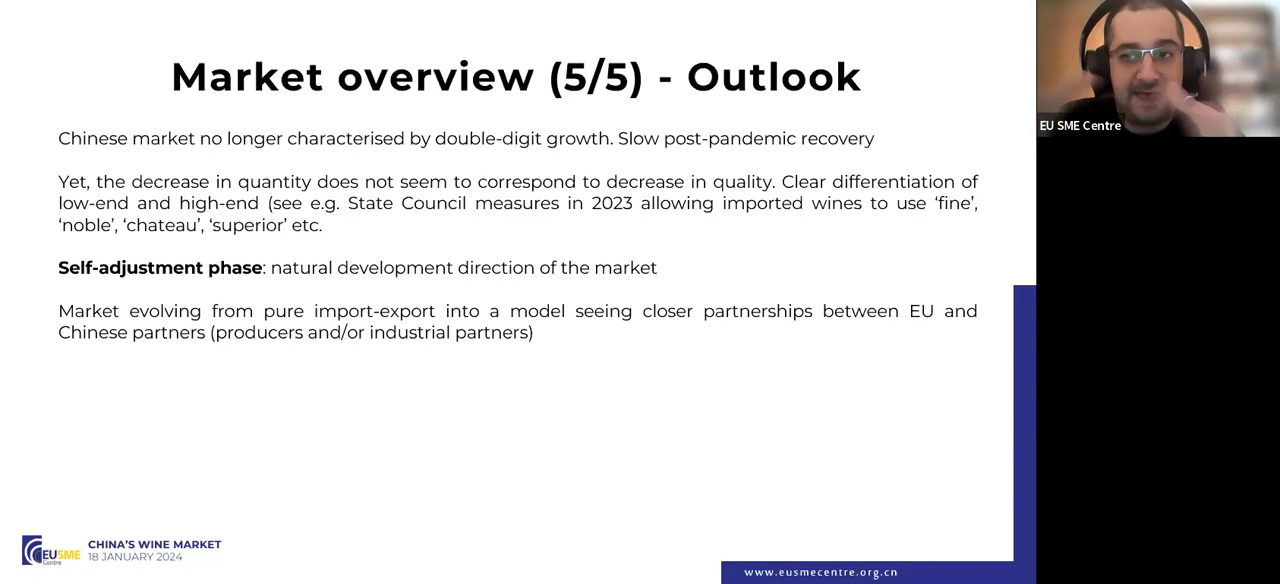 Market overview (5/5) - Outlook
EU SME Centre
Chinese market no longer characterised by double-digit growth. Slow post-pandemic recovery
Yet, the decrease in quantity does not seem to correspond to decrease in quality. Clear differentiation of
low-end and high-end (see e.g. State Council measures in 2023 allowing imported wines to use ‘fine’,
‘noble’, ‘chateau’, ‘superior’ etc.
Self-adjustment phase: natural development direction of the market
Market evolving from pure import-export into a model seeing closer partnerships between EU and
Chinese partners (producers and/or industrial partners)
EUSME
Centre
CHINA'S WINE MARKET
18 JANUARY 2024
www.eusmecentre.org.cn